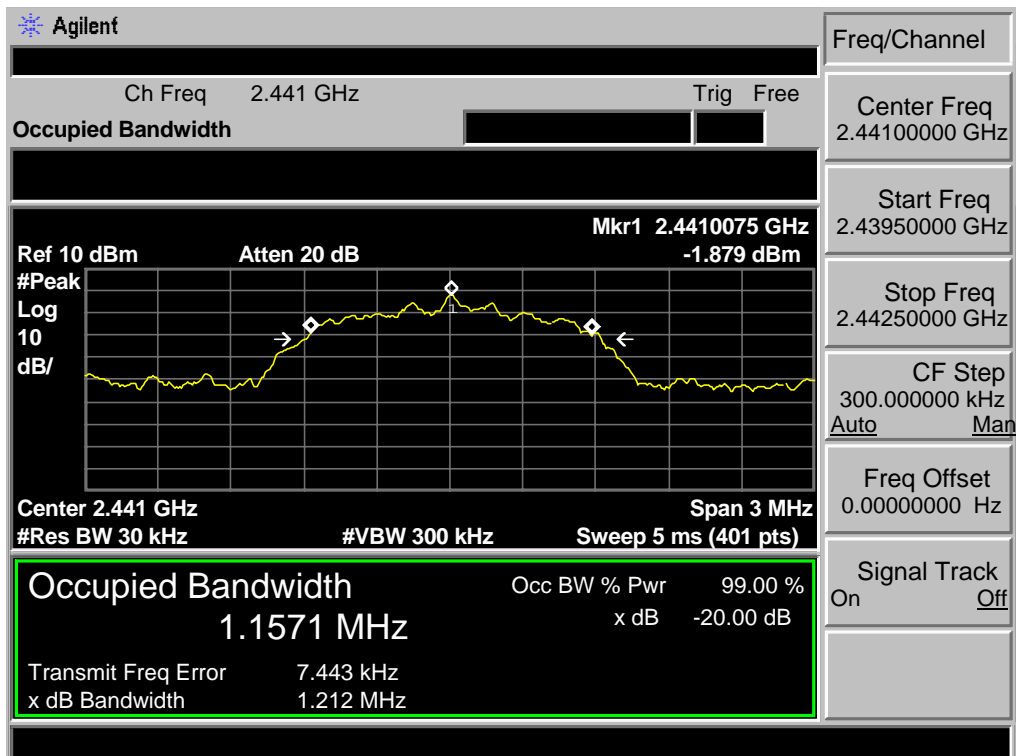 Agilent
Freq/Channel
Ch Freq 2.441 GHz Trig Free
Occupied Bandwidth
Center Freq
2.44100000 GHz
Start Freq
2.43950000 GHz
Stop Freq
2.44250000 GHz
CF Step
300.000000 kHz
Auto Man
Freq Offset
0.00000000 Hz
Signal Track
On Off
Mkr1 2.4410075 GHz
Ref 10 dBm Atten 20 dB -1.879 dBm
#Peak
Log
10
dB/
1
Center 2.441 GHz Span 3 MHz
#Res BW 30 kHz #VBW 300 kHz Sweep 5 ms (401 pts)
Occupied Bandwidth Occ BW % Pwr 99.00 %
1.1571 MHz x dB -20.00 dB
Transmit Freq Error 7.443 kHz
x dB Bandwidth 1.212 MHz